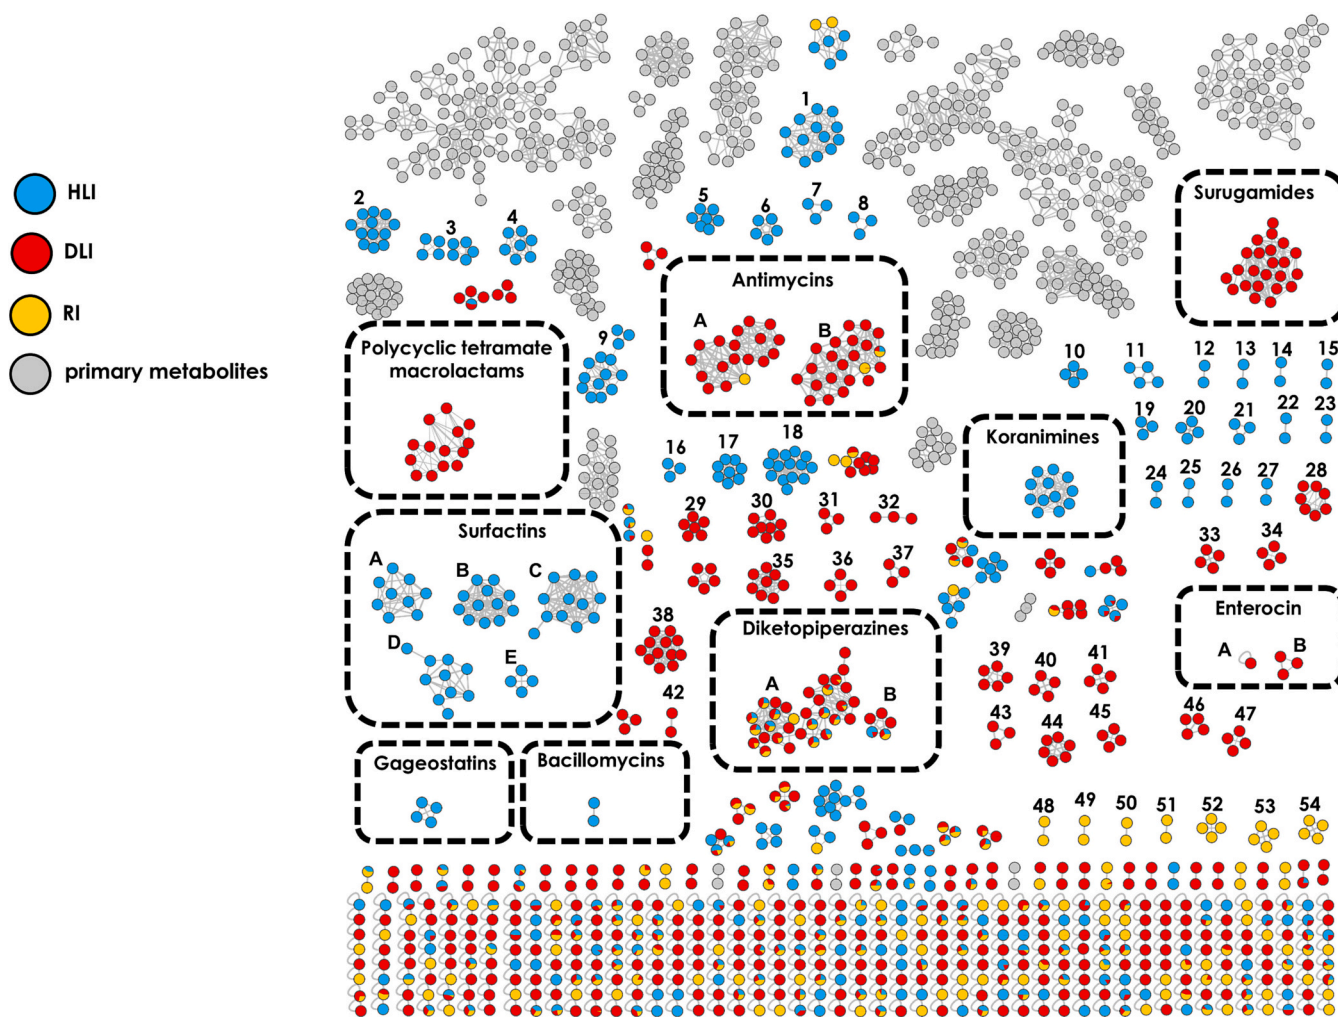 HLI
DLI
RI
primary metabolites
1
2
3
4
5
6
7
8
Surugamides
Antimycins
A
B
Polycyclic tetramate
macrolactams
9
10
11
12
13
14
15
16
17
18
Koranimines
19
20
21
22
23
24
25
26
27
28
29
30
31
32
33
34
35
36
37
Surfactins
A
B
C
D
E
38
Diketopiperazines
A
B
Enterocin
A
B
39
40
41
42
43
44
45
46
47
Gageostatins
Bacillomycins
48
49
50
51
52
53
54